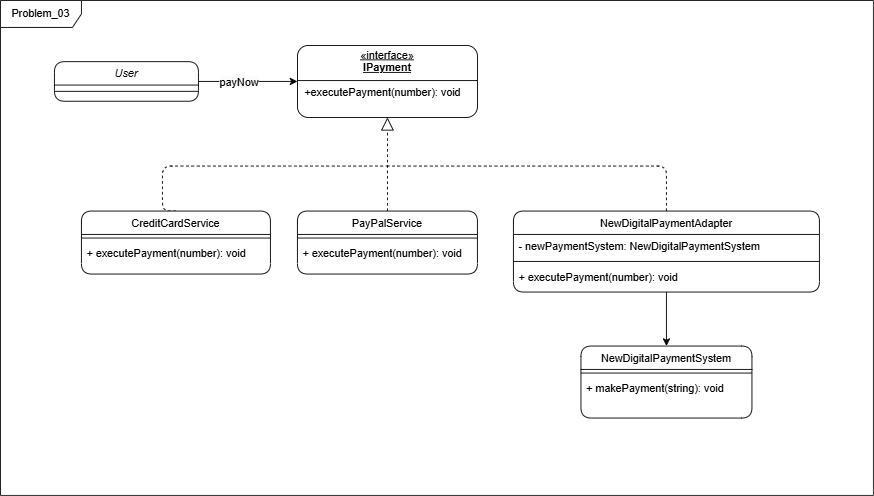 Problem_03
User
payNow
«interface»
IPayment
+executePayment(number): void
CreditCardService
+ executePayment(number): void
PayPalService
+ executePayment(number): void
NewDigitalPaymentAdapter
- newPaymentSystem: NewDigitalPaymentSystem
+ executePayment(number): void
NewDigitalPaymentSystem
+ makePayment(string): void